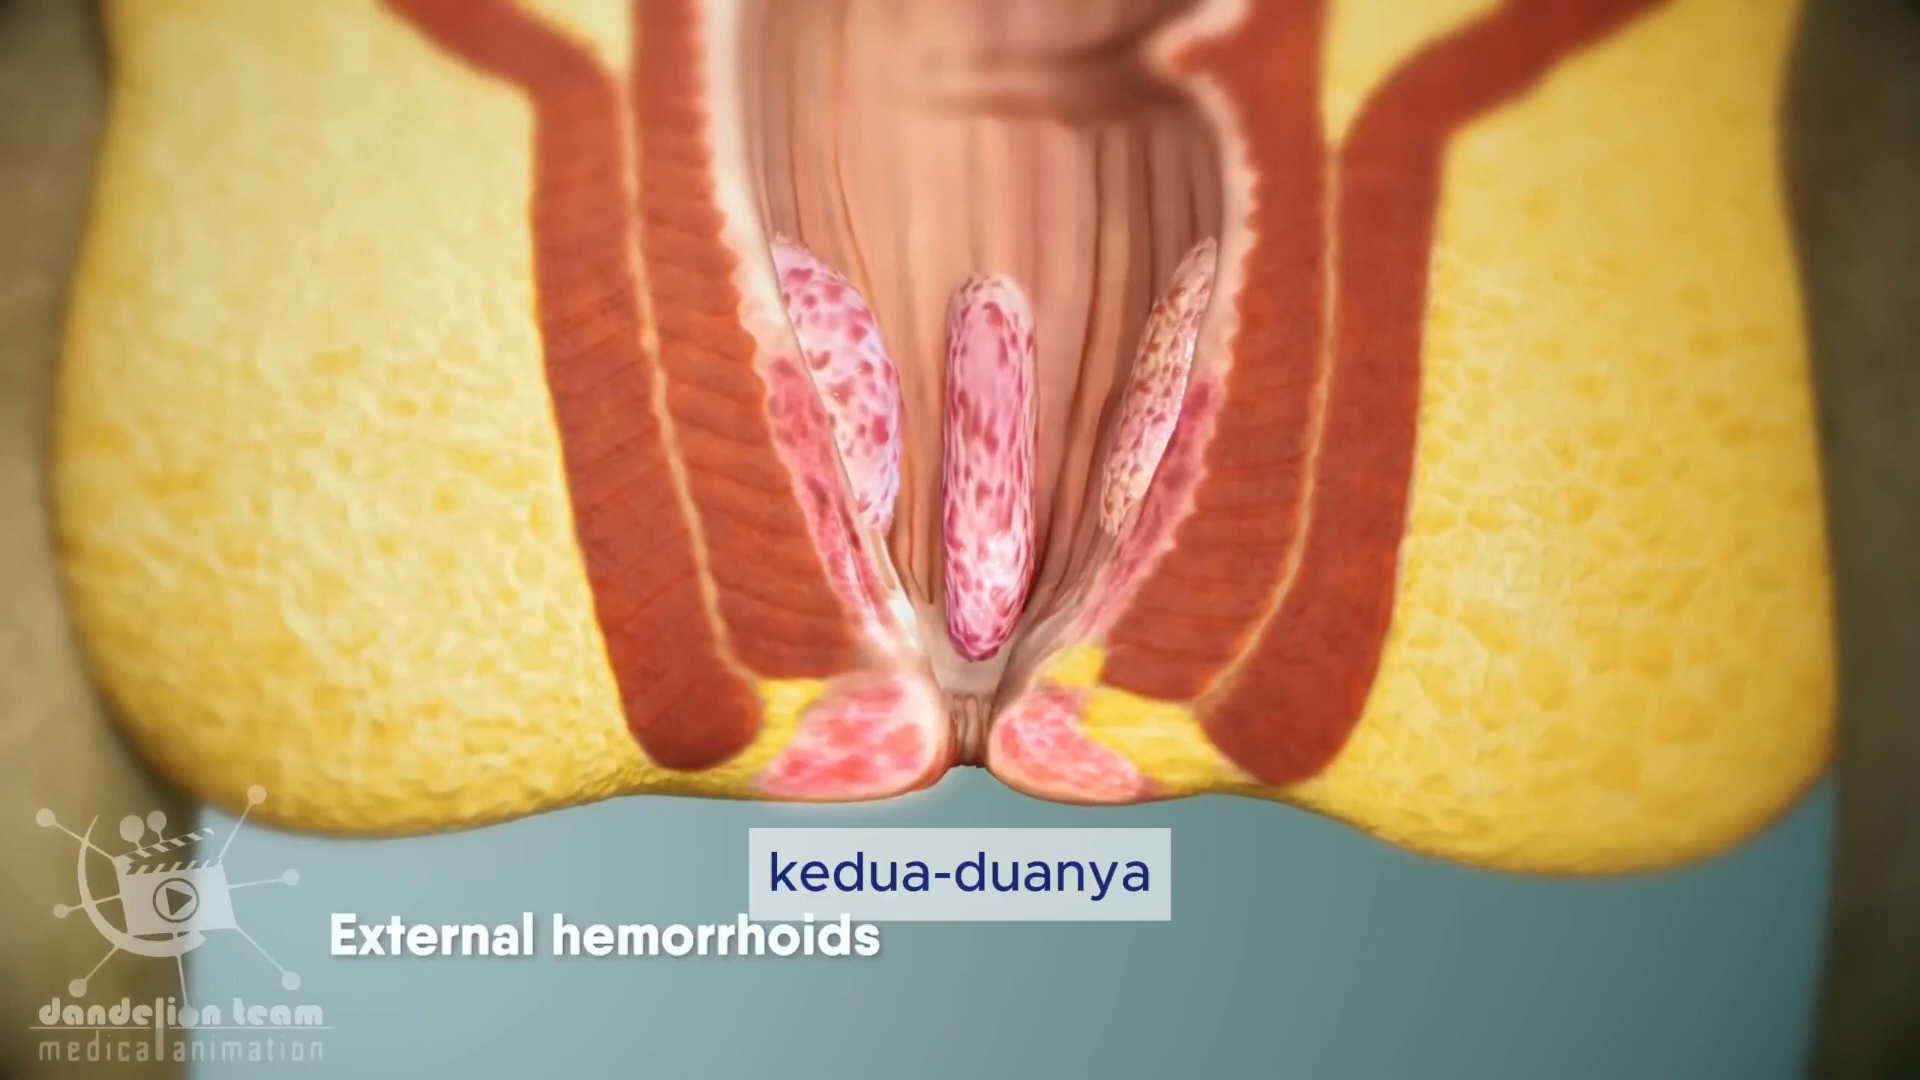 kedua-duanya
External hemorrhoids
dandelion team
medical animation